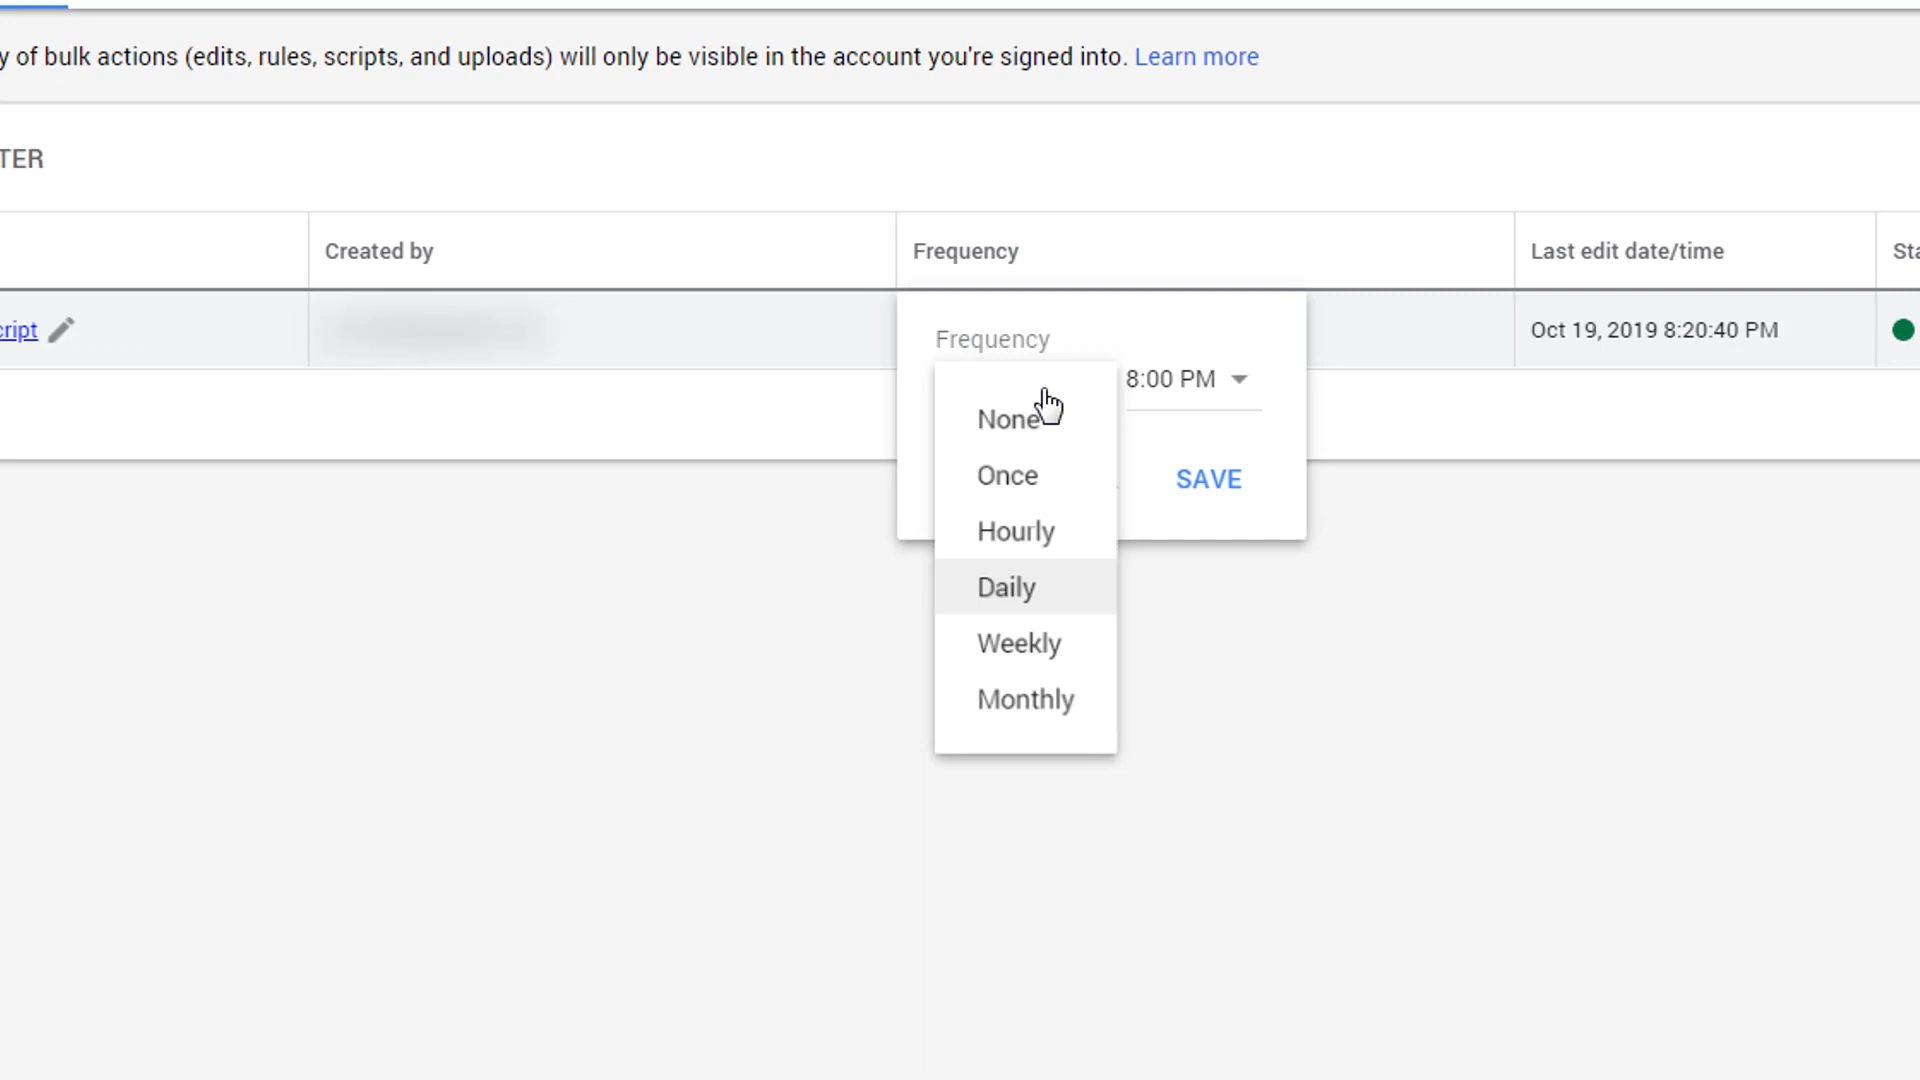 y of bulk actions (edits, rules, scripts, and uploads) will only be visible in the account you're signed into. Learn more
TER
Created by
Frequency
Last edit date/time
Sta
cript
Oct 19, 2019 8:20:40 PM
Frequency
8:00 PM
None
Once
SAVE
Hourly
Daily
Weekly
Monthly